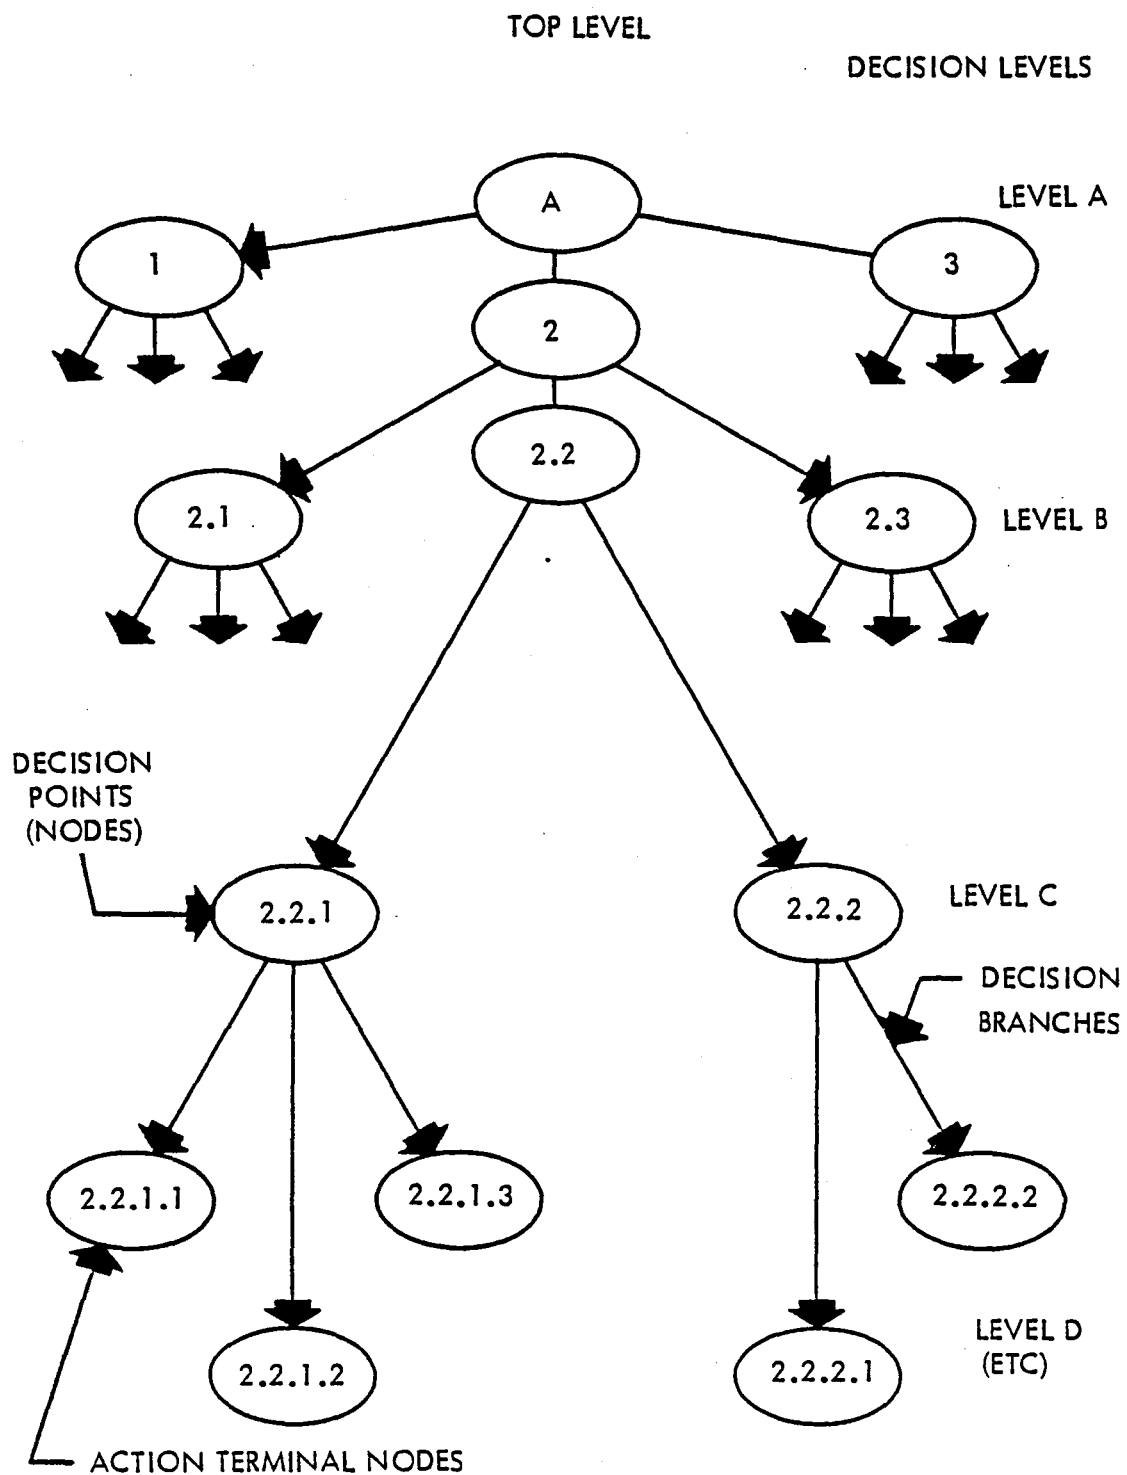 TOP LEVEL
DECISION LEVELS
A
LEVEL A
1
3
2
2.2
2.1
2.3
LEVEL B
DECISION
POINTS
(NODES)
2.2.1
2.2.2
LEVEL C
DECISION
BRANCHES
2.2.1.1
2.2.1.3
2.2.2.2
LEVEL D
(ETC)
2.2.1.2
2.2.2.1
ACTION TERMINAL NODES